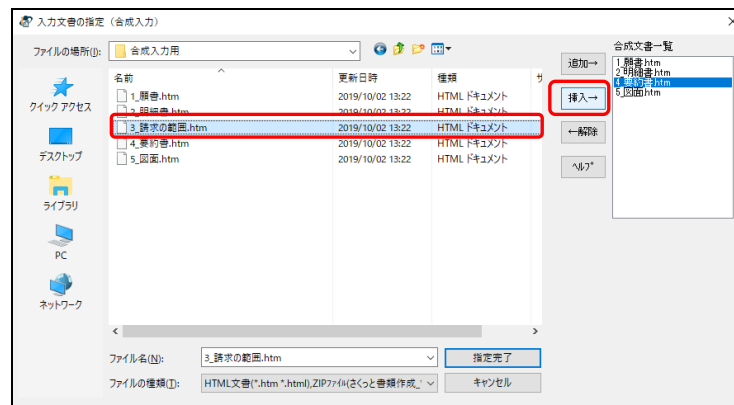 入力文書の指定（合成入力）
ファイルの場所(I):
合成入力用
クイック アクセス
デスクトップ
ライブラリ
PC
ネットワーク
名前
更新日時
種類
1_願書.htm
2019/10/02 13:22
HTML ドキュメント
2_明細書.htm
2019/10/02 13:22
HTML ドキュメント
3_請求の範囲.htm
2019/10/02 13:22
HTML ドキュメント
4_要約書.htm
2019/10/02 13:22
HTML ドキュメント
5_図面.htm
2019/10/02 13:22
HTML ドキュメント
ファイル名(N):
3_請求の範囲.htm
指定完了
ファイルの種類(T):
HTML文書(*.htm *.html),ZIPファイル(さくっと書類作成_
キャンセル
追加→
挿入→
←解除
ヘルプ
合成文書一覧
1_願書.htm
2_明細書.htm
4_要約書.htm
5_図面.htm